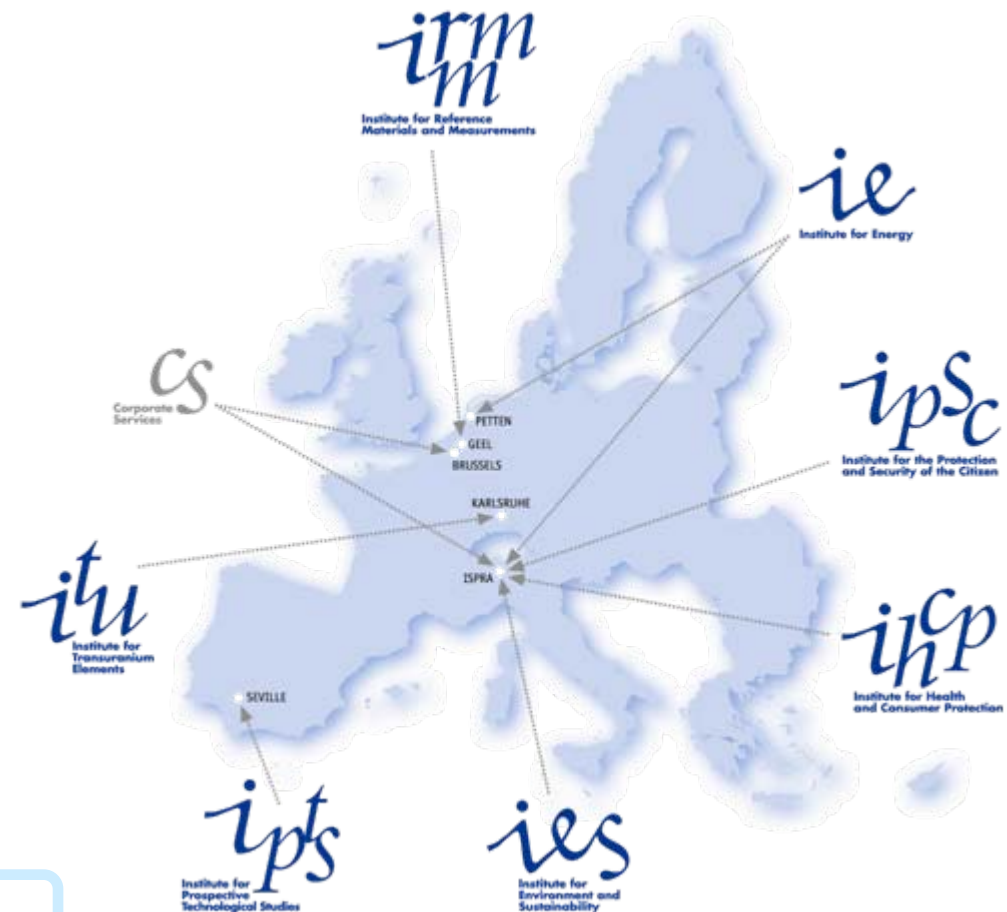 irmm
Institute for Reference
Materials and Measurements
ie
Institute for Energy
cs
Corporate
Services
ipsc
Institute for the Protection
and Security of the Citizen
PETTEN
GEEL
BRUSSELS
KARLSRUHE
ISPRA
itu
Institute for
Transuranium
Elements
ihcp
Institute for Health
and Consumer Protection
SEVILLE
ipts
Institute for
Prospective
Technological Studies
ies
Institute for
Environment and
Sustainability